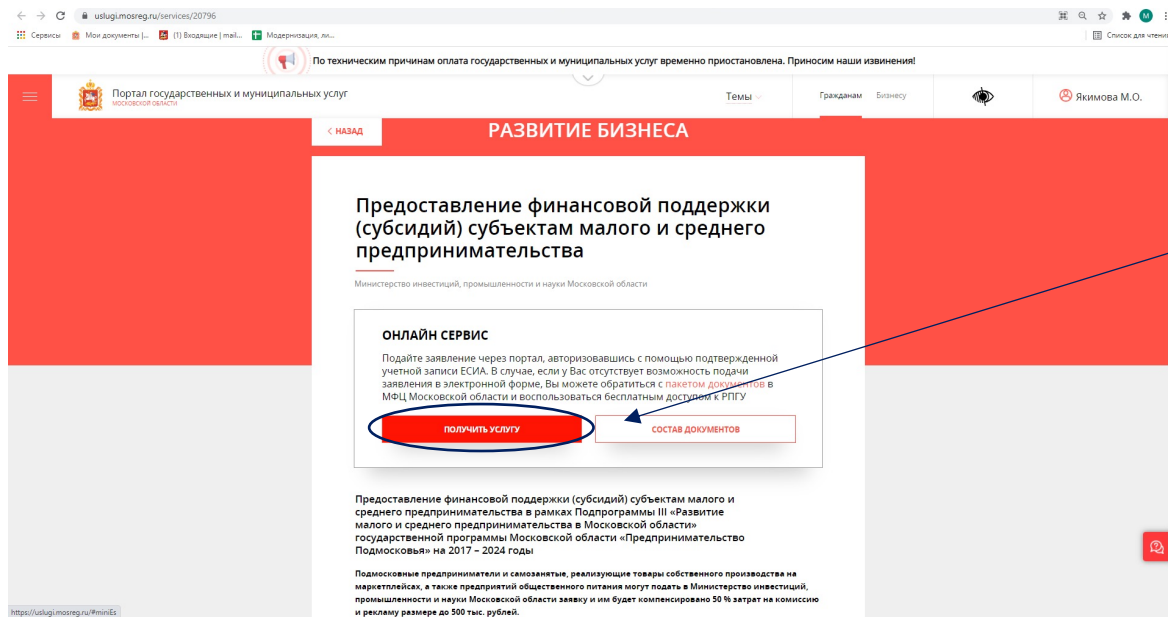 uslugi.mosreg.ru/services/20796
Сервисы Мои документы |... (1) Входящие | mail... Модернизация, ли... Список для чтения
По техническим причинам оплата государственных и муниципальных услуг временно приостановлена. Приносим наши извинения!
Портал государственных и муниципальных услуг
МОСКОВСКОЙ ОБЛАСТИ
Темы Гражданам Бизнесу Якимова М.О.
< НАЗАД
РАЗВИТИЕ БИЗНЕСА
Предоставление финансовой поддержки
(субсидий) субъектам малого и среднего
предпринимательства
Министерство инвестиций, промышленности и науки Московской области
ОНЛАЙН СЕРВИС
Подайте заявление через портал, авторизовавшись с помощью подтвержденной
учетной записи ЕСИА. В случае, если у Вас отсутствует возможность подачи
заявления в электронной форме, Вы можете обратиться с пакетом документов в
МФЦ Московской области и воспользоваться бесплатным доступом к РПГУ
ПОЛУЧИТЬ УСЛУГУ СОСТАВ ДОКУМЕНТОВ
Предоставление финансовой поддержки (субсидий) субъектам малого и
среднего предпринимательства в рамках Подпрограммы III «Развитие
малого и среднего предпринимательства в Московской области»
государственной программы Московской области «Предпринимательство
Подмосковья» на 2017 – 2024 годы
Подмосковные предприниматели и самозанятые, реализующие товары собственного производства на
маркетплейсах, а также предприятий общественного питания могут подать в Министерство инвестиций,
промышленности и науки Московской области заявку и им будет компенсировано 50 % затрат на комиссию
и рекламу размере до 500 тыс. рублей.
https://uslugi.mosreg.ru/#miniEs